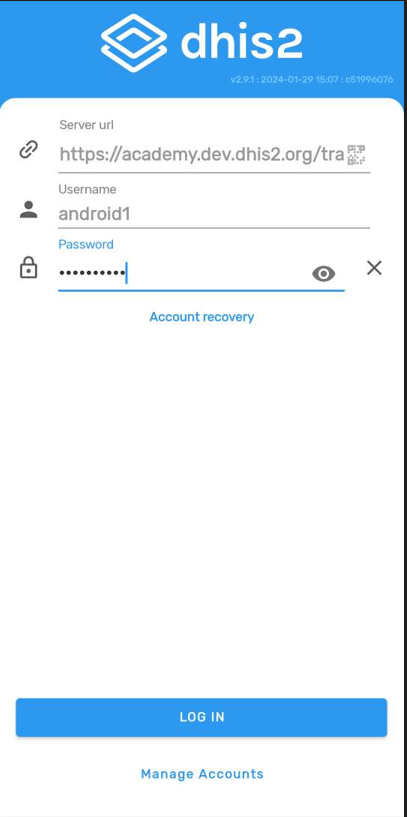 dhis2
v2.9.1 : 2024-01-29 15:07 : c51996076
Server url
https://academy.dev.dhis2.org/tra
Username
android1
Password
••••••••••
Account recovery
LOG IN
Manage Accounts